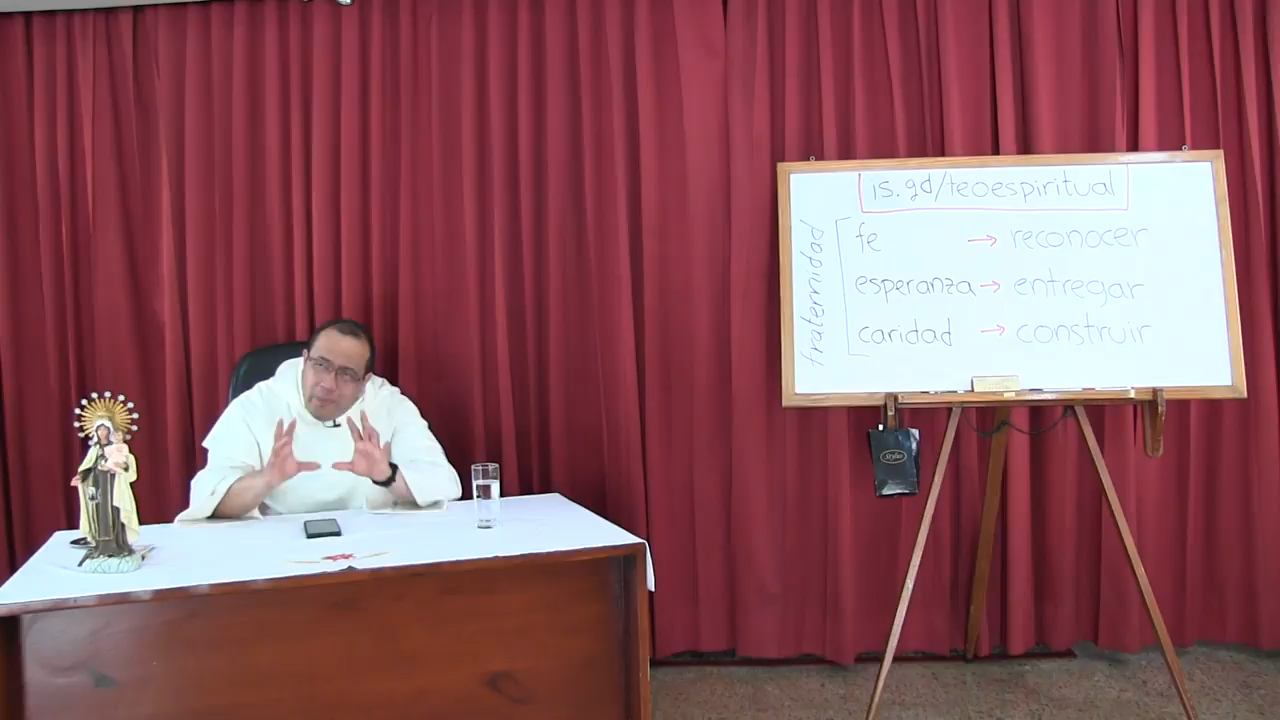 is.gd/teoespiritual
fraternidad
fe → reconocer
esperanza → entregar
caridad → construir
Stylus